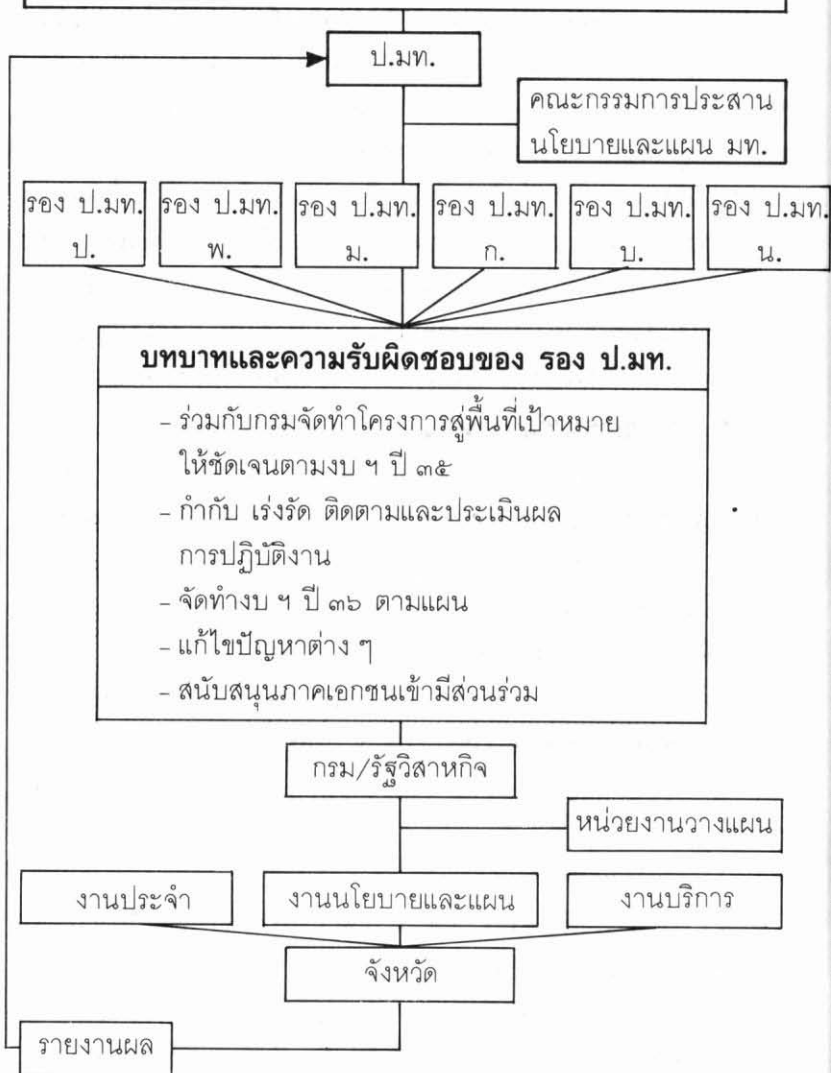 ป.มท.
คณะกรรมการประสาน
นโยบายและแผน มท.
รอง ป.มท. รอง ป.มท. รอง ป.มท. รอง ป.มท. รอง ป.มท. รอง ป.มท.
ป. พ. ม. ก. บ. น.
บทบาทและความรับผิดชอบของ รอง ป.มท.
– ร่วมกับกรมจัดทำโครงการสู่พื้นที่เป้าหมาย
ให้ชัดเจนตามงบ ฯ ปี ๓๕
– กำกับ เร่งรัด ติดตามและประเมินผล
การปฏิบัติงาน
– จัดทำงบ ฯ ปี ๓๖ ตามแผน
– แก้ไขปัญหาต่าง ๆ
– สนับสนุนภาคเอกชนเข้ามีส่วนร่วม
กรม/รัฐวิสาหกิจ
หน่วยงานวางแผน
งานประจำ งานนโยบายและแผน งานบริการ
จังหวัด
รายงานผล